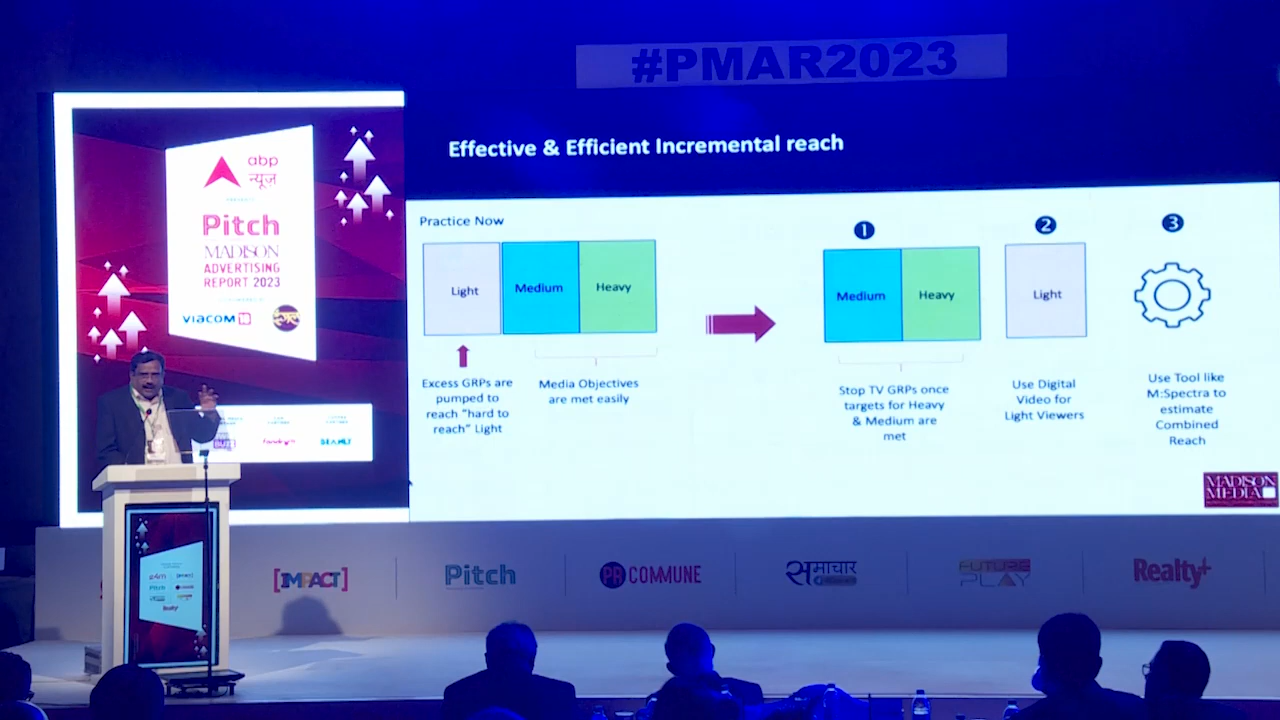 #PMAR2023
Effective & Efficient Incremental reach
abp
न्यूज़
Pitch
MADISON
ADVERTISING
REPORT 2023
VIACOM 18
Practice Now
Light
Medium
Heavy
Excess GRPs are
pumped to
reach "hard to
reach" Light
Media Objectives
are met easily
1
Medium
Heavy
Stop TV GRPs once
targets for Heavy
& Medium are
met
2
Light
Use Digital
Video for
Light Viewers
3
Use Tool like
M:Spectra to
estimate
Combined
Reach
MADISON
MEDIA
[IMPACT]
Pitch
PR COMMUNE
समाचार
FUTURE
PLAY
Realty+